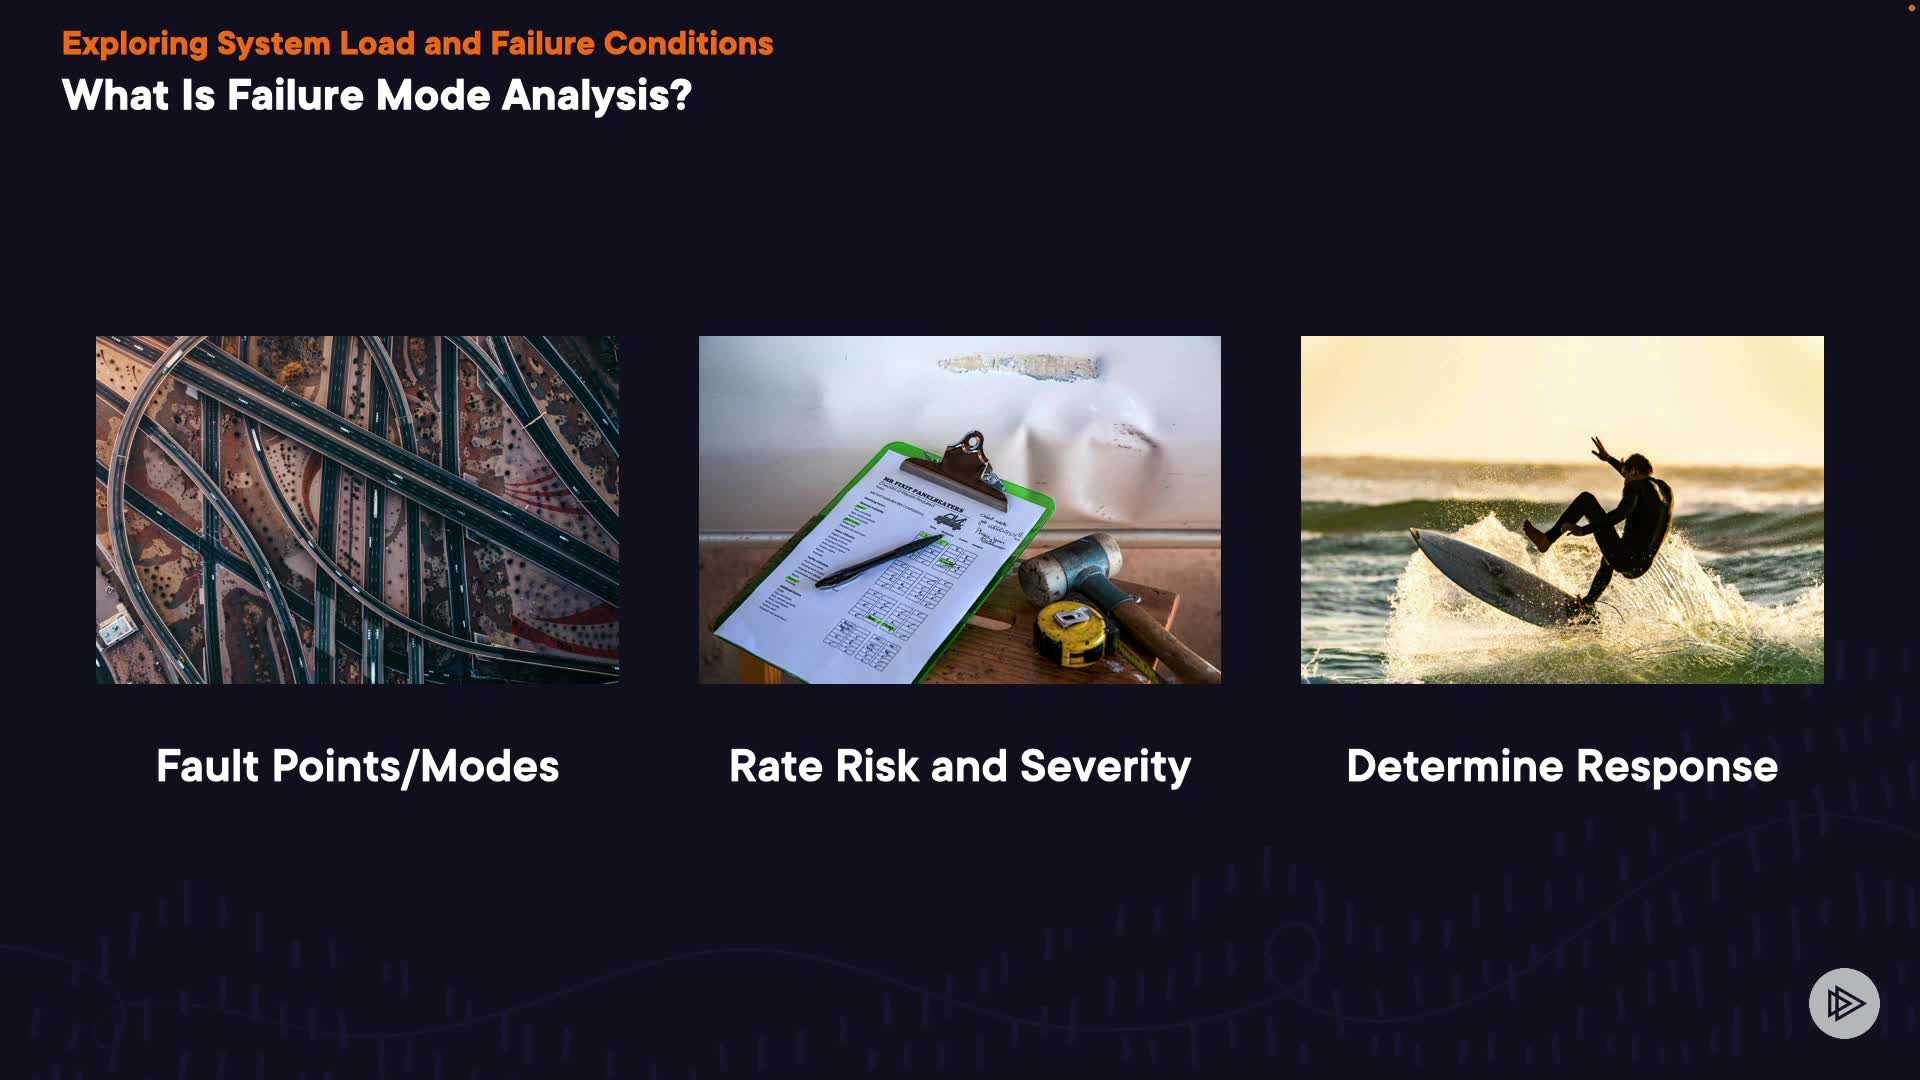 Exploring System Load and Failure Conditions
What Is Failure Mode Analysis?
MR FIXIT PANELBEATERS
Fault Points/Modes
Rate Risk and Severity
Determine Response